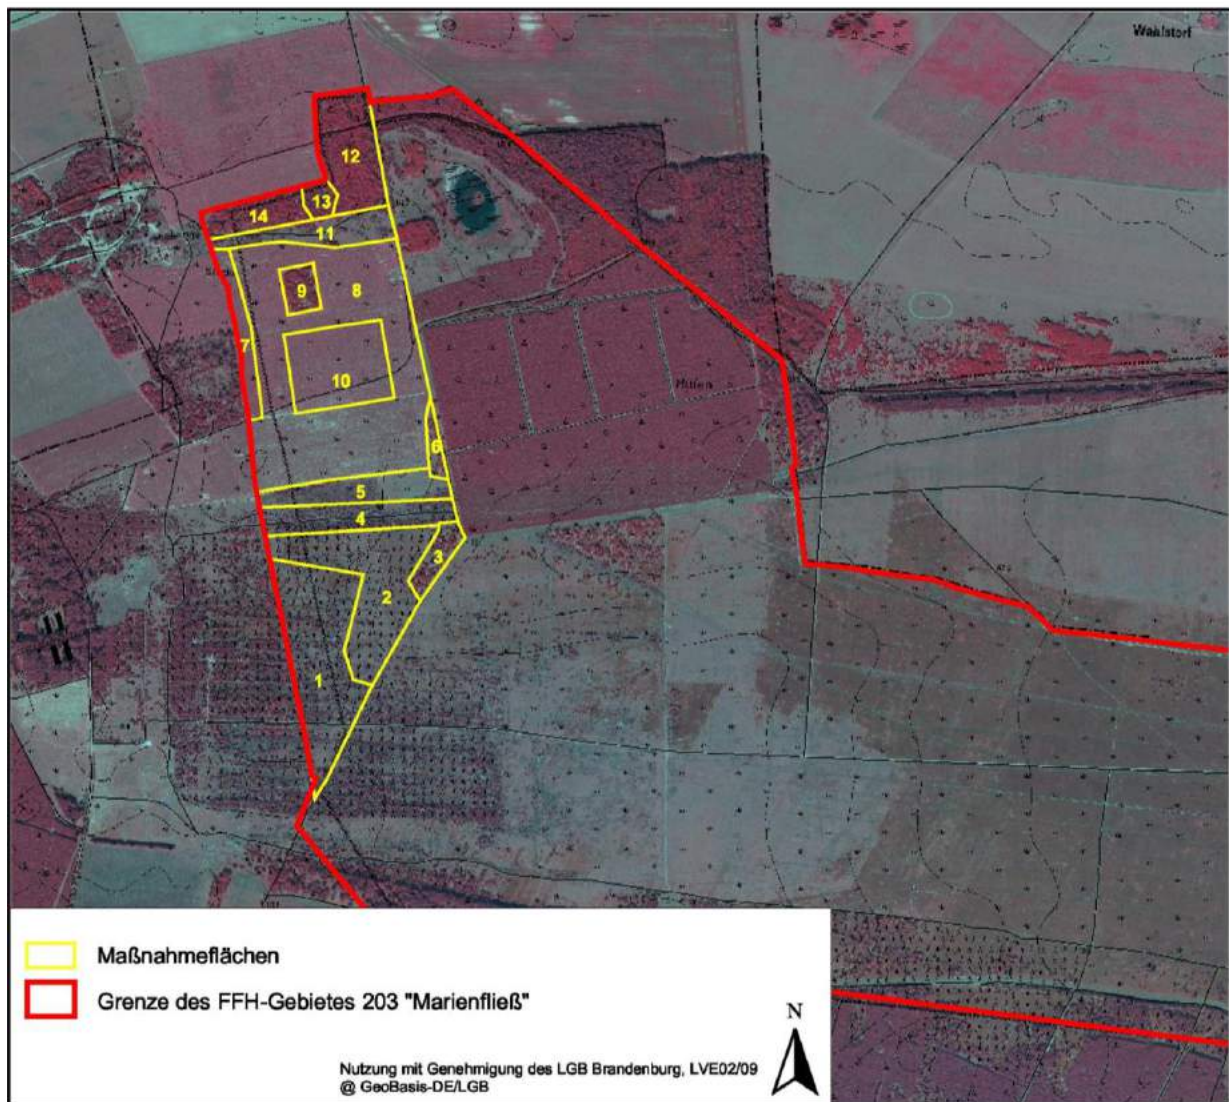 Wahlstorf
12
13
14
11
9
8
7
10
6
5
4
3
2
1
Maßnahmeflächen
Grenze des FFH-Gebietes 203 "Marienfließ"
N
Nutzung mit Genehmigung des LGB Brandenburg, LVE02/09
@ GeoBasis-DE/LGB